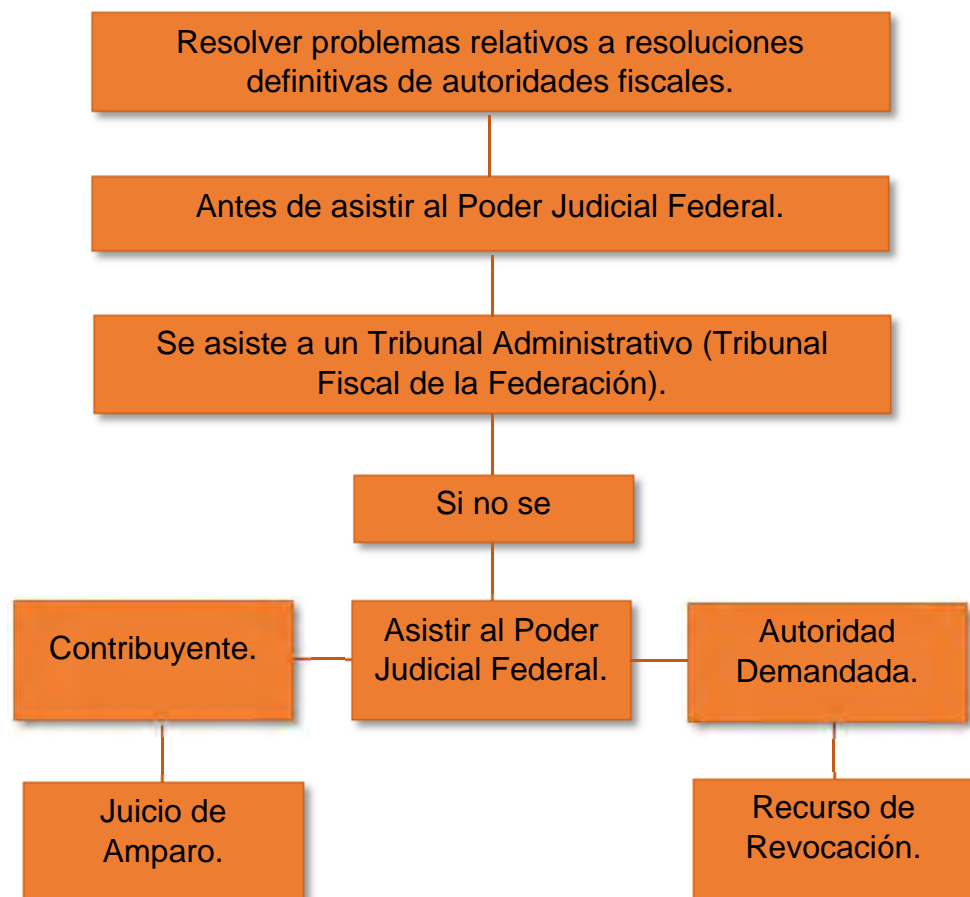 Resolver problemas relativos a resoluciones
definitivas de autoridades fiscales.
Antes de asistir al Poder Judicial Federal.
Se asiste a un Tribunal Administrativo (Tribunal
Fiscal de la Federación).
Si no se
Asistir al Poder
Judicial Federal.
Contribuyente.
Autoridad
Demandada.
Juicio de
Amparo.
Recurso de
Revocación.